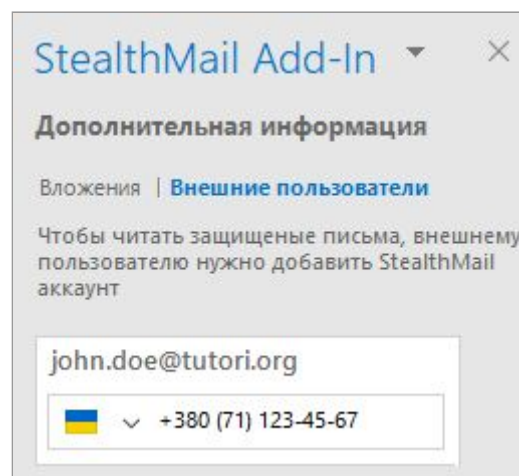 StealthMail Add-In
Дополнительная информация
Вложения | Внешние пользователи
Чтобы читать защищеные письма, внешнему
пользователю нужно добавить StealthMail
аккаунт
john.doe@tutori.org
+380 (71) 123-45-67